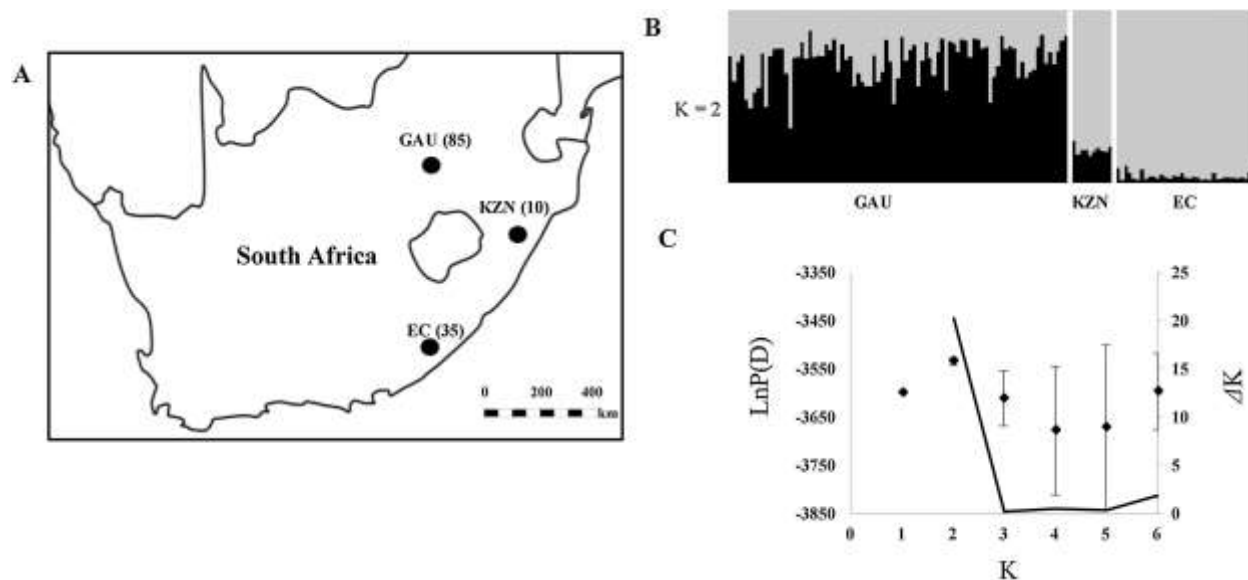 A
GAU (85)
KZN (10)
South Africa
EC (35)
0 200 400
km
B
K = 2
GAU KZN EC
C
-3350
-3450
-3550
-3650
-3750
-3850
LnP(D)
25
20
15
10
5
0
ΔK
0 1 2 3 4 5 6
K